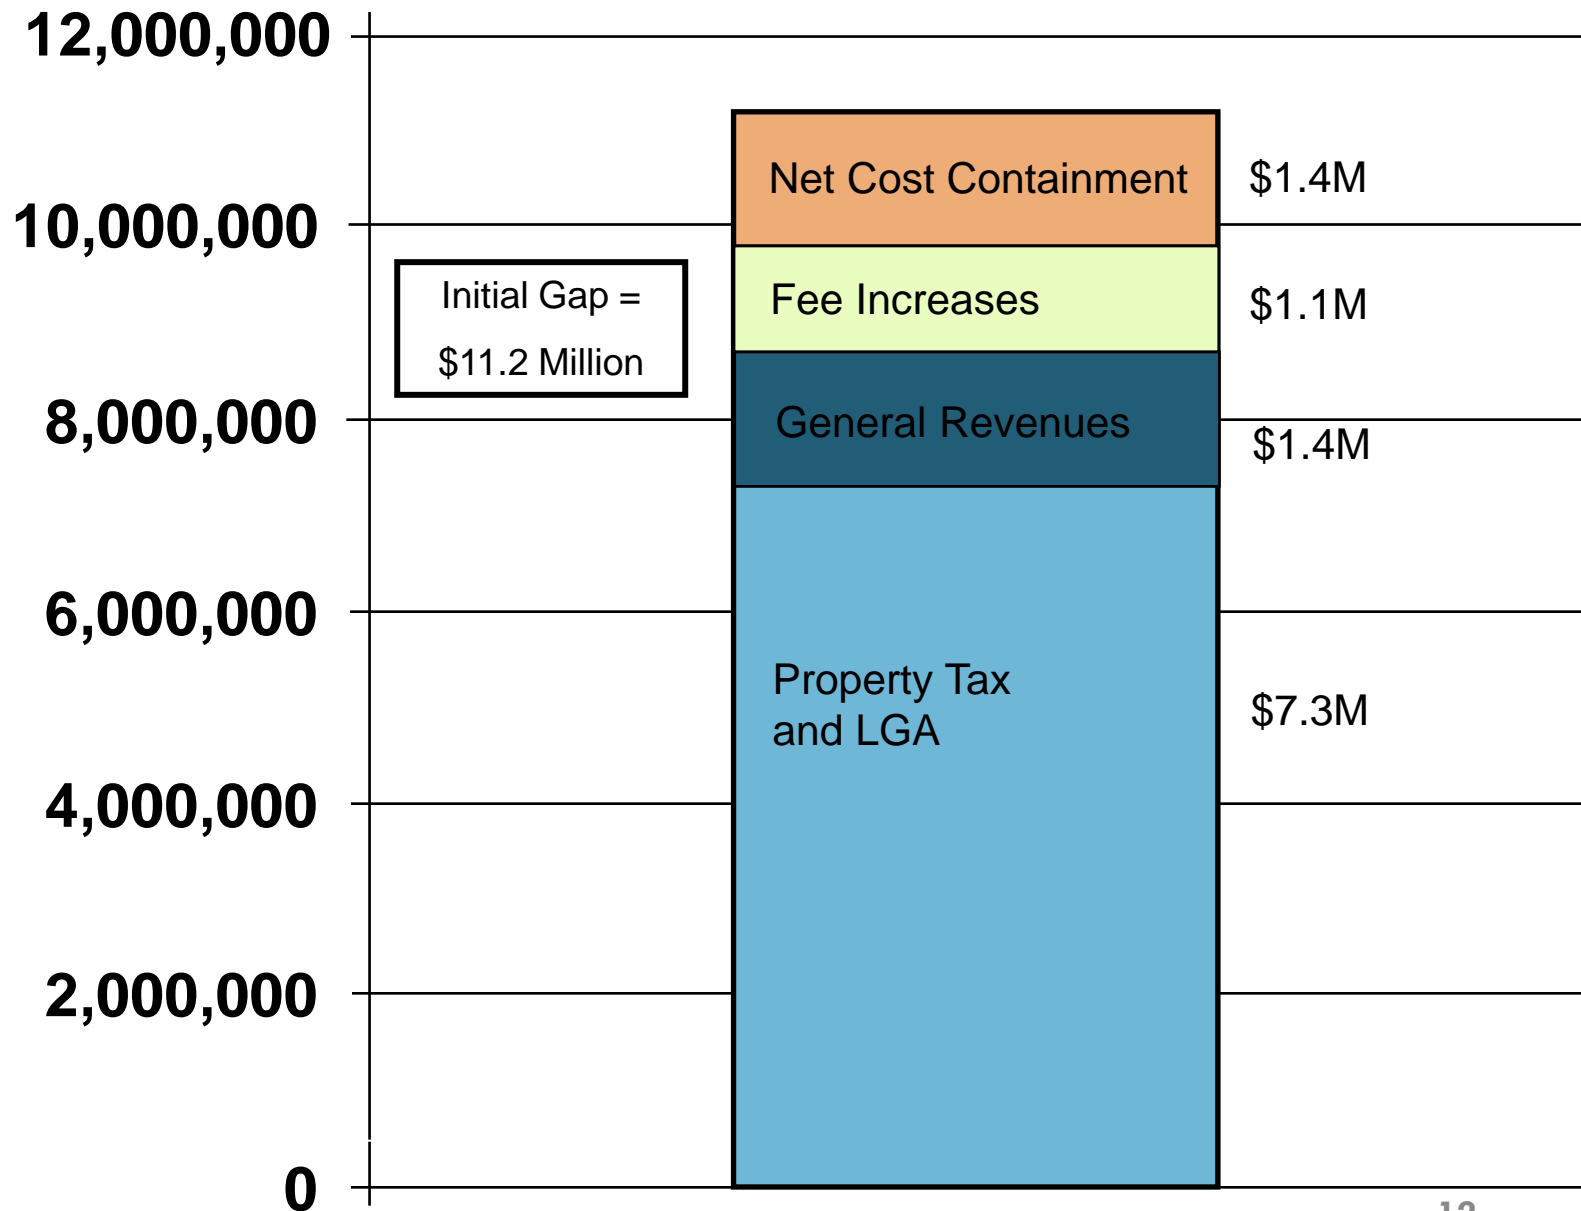 12,000,000
Net Cost Containment $1.4M
10,000,000
Initial Gap =
$11.2 Million
Fee Increases $1.1M
8,000,000
General Revenues $1.4M
6,000,000
Property Tax
and LGA
$7.3M
4,000,000
2,000,000
0